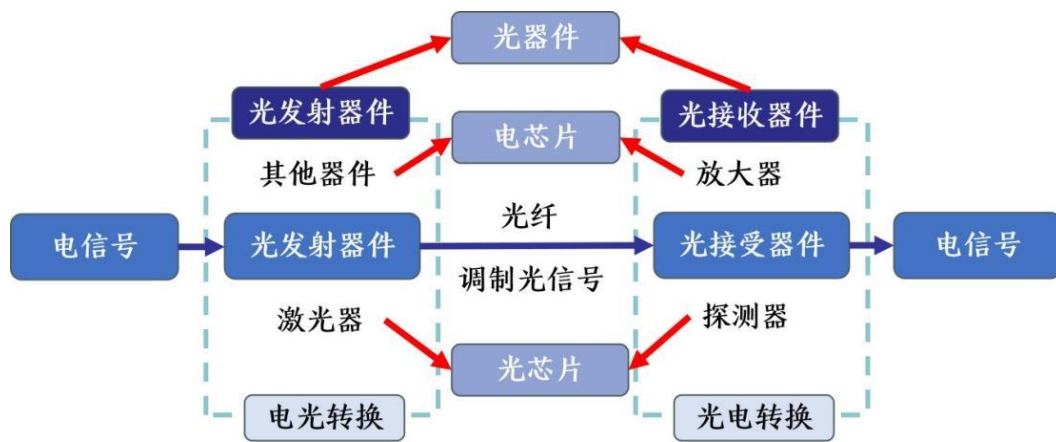 光器件
光发射器件
光接收器件
电芯片
其他器件
放大器
光纤
电信号
光发射器件
光接受器件
电信号
调制光信号
激光器
探测器
光芯片
电光转换
光电转换